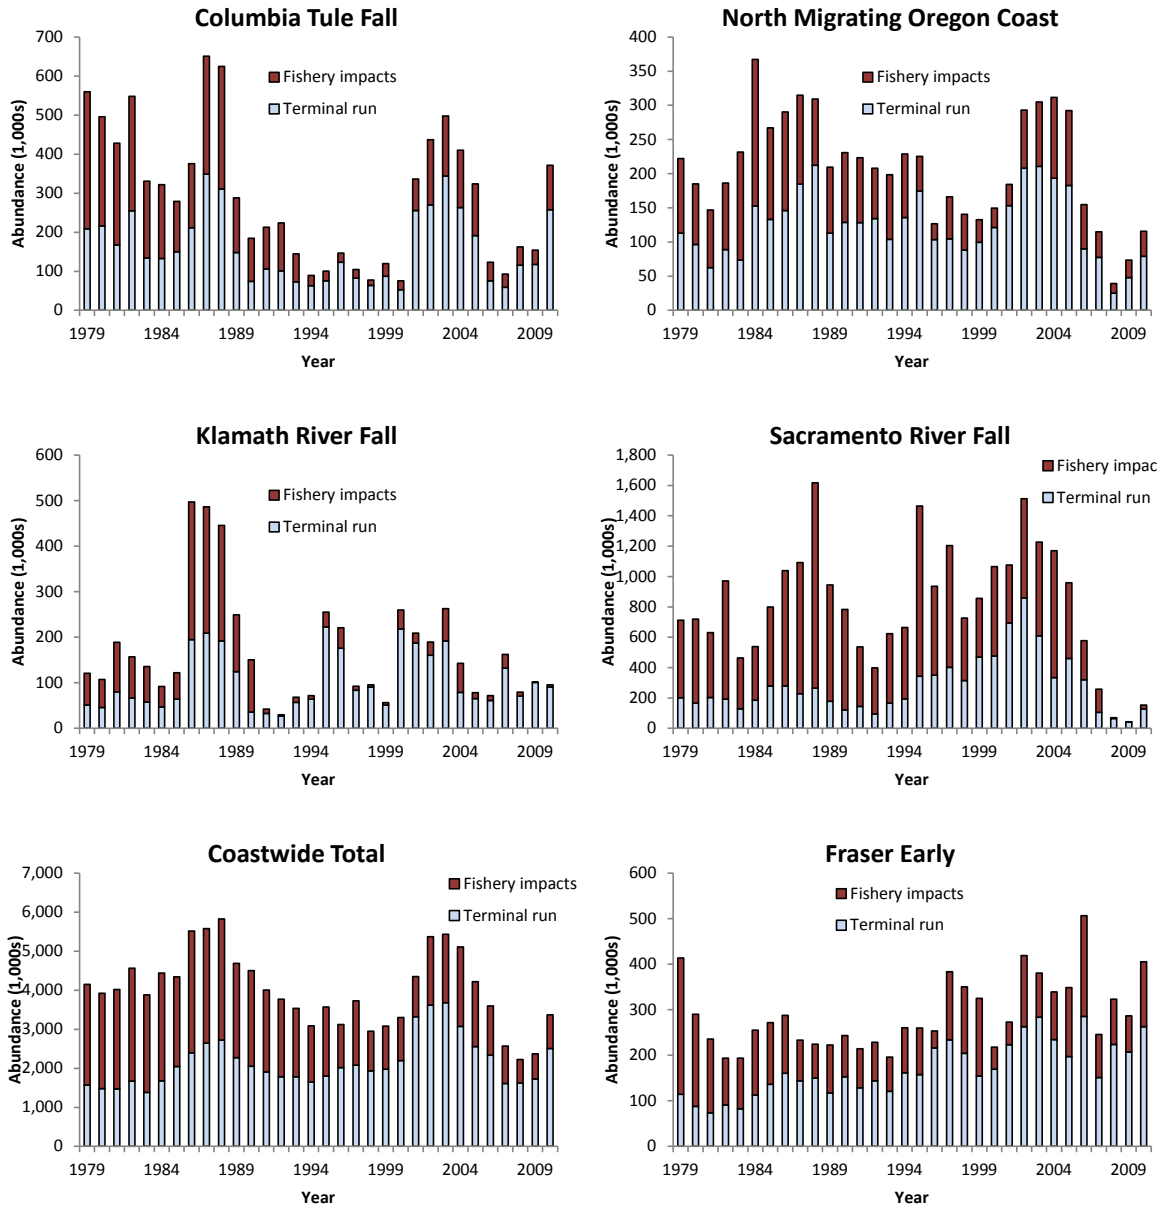 Columbia Tule Fall
700
600
500
400
300
200
100
0
Abundance (1,000s)
Fishery impacts
Terminal run
1979 1984 1989 1994 1999 2004 2009
Year
North Migrating Oregon Coast
400
350
300
250
200
150
100
50
0
Abundance (1,000s)
Fishery impacts
Terminal run
1979 1984 1989 1994 1999 2004 2009
Year
Klamath River Fall
600
500
400
300
200
100
0
Abundance (1,000s)
Fishery impacts
Terminal run
1979 1984 1989 1994 1999 2004 2009
Year
Sacramento River Fall
1,800
1,600
1,400
1,200
1,000
800
600
400
200
0
Abundance (1,000s)
Fishery impac
Terminal run
1979 1984 1989 1994 1999 2004 2009
Year
Coastwide Total
7,000
6,000
5,000
4,000
3,000
2,000
1,000
0
Abundance (1,000s)
Fishery impacts
Terminal run
1979 1984 1989 1994 1999 2004 2009
Year
Fraser Early
600
500
400
300
200
100
0
Abundance (1,000s)
Fishery impacts
Terminal run
1979 1984 1989 1994 1999 2004 2009
Year